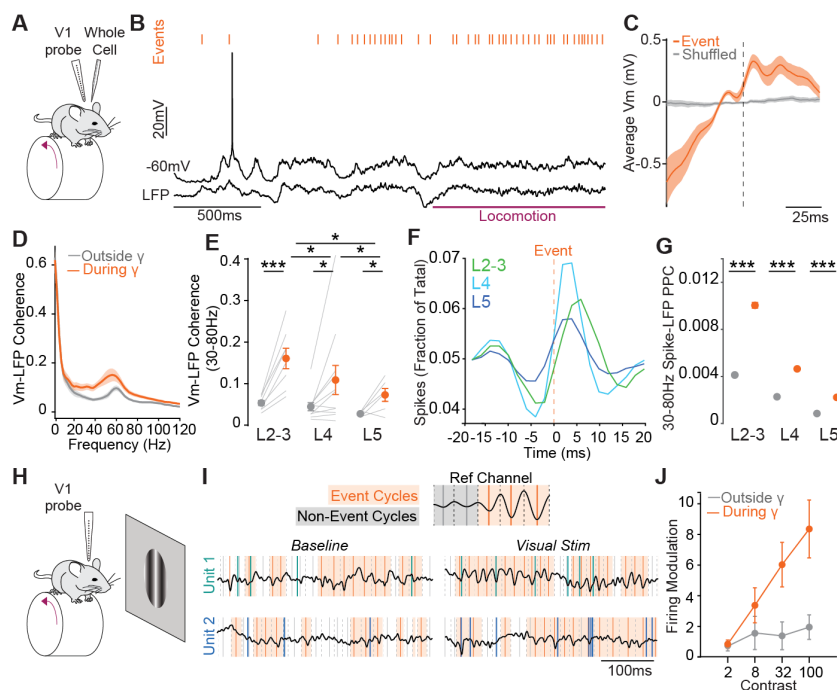 A
V1
probe
Whole
Cell
B
Events
20mV
-60mV
LFP
500ms
Locomotion
C
Event
Shuffled
Average Vm (mV)
0.5
0
-0.5
25ms
D
Outside γ
During γ
Vm-LFP Coherence
0.6
0.4
0.2
0
0 20 40 60 80 100 120
Frequency (Hz)
E
*
* *
*** * *
Vm-LFP Coherence
(30-80Hz)
0.4
0.3
0.2
0.1
0
L2-3 L4 L5
F
Event
L2-3
L4
L5
Spikes (Fraction of Tatal)
0.07
0.06
0.05
0.04
-20 -15 -10 -5 0 5 10 15 20
Time (ms)
G
*** *** ***
30-80Hz Spike-LFP PPC
0.012
0.008
0.004
0
L2-3 L4 L5
H
V1
probe
I
Ref Channel
Event Cycles
Non-Event Cycles
Baseline Visual Stim
Unit 1
Unit 2
100ms
J
Outside γ
During γ
Firing Modulation
10
8
6
4
2
0
2 8 32 100
Contrast